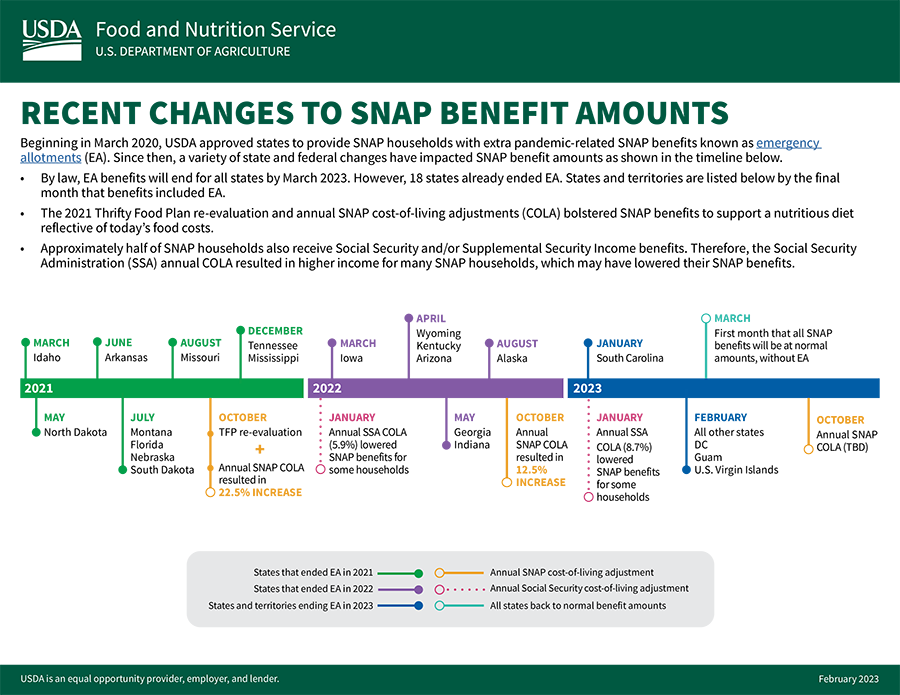 USDA
Food and Nutrition Service
U.S. DEPARTMENT OF AGRICULTURE
RECENT CHANGES TO SNAP BENEFIT AMOUNTS
Beginning in March 2020, USDA approved states to provide SNAP households with extra pandemic-related SNAP benefits known as emergency
allotments (EA). Since then, a variety of state and federal changes have impacted SNAP benefit amounts as shown in the timeline below.
• By law, EA benefits will end for all states by March 2023. However, 18 states already ended EA. States and territories are listed below by the final
month that benefits included EA.
• The 2021 Thrifty Food Plan re-evaluation and annual SNAP cost-of-living adjustments (COLA) bolstered SNAP benefits to support a nutritious diet
reflective of today's food costs.
• Approximately half of SNAP households also receive Social Security and/or Supplemental Security Income benefits. Therefore, the Social Security
Administration (SSA) annual COLA resulted in higher income for many SNAP households, which may have lowered their SNAP benefits.
MARCH
Idaho
JUNE
Arkansas
AUGUST
Missouri
DECEMBER
Tennessee
Mississippi
MARCH
Iowa
APRIL
Wyoming
Kentucky
Arizona
AUGUST
Alaska
JANUARY
South Carolina
MARCH
First month that all SNAP
benefits will be at normal
amounts, without EA
2021
2022
2023
MAY
North Dakota
JULY
Montana
Florida
Nebraska
South Dakota
OCTOBER
TFP re-evaluation
+
Annual SNAP COLA
resulted in
22.5% INCREASE
JANUARY
Annual SSA COLA
(5.9%) lowered
SNAP benefits for
some households
MAY
Georgia
Indiana
OCTOBER
Annual
SNAP COLA
resulted in
12.5%
INCREASE
JANUARY
Annual SSA
COLA (8.7%)
lowered
SNAP benefits
for some
households
FEBRUARY
All other states
DC
Guam
U.S. Virgin Islands
OCTOBER
Annual SNAP
COLA (TBD)
States that ended EA in 2021
States that ended EA in 2022
States and territories ending EA in 2023
Annual SNAP cost-of-living adjustment
Annual Social Security cost-of-living adjustment
All states back to normal benefit amounts
USDA is an equal opportunity provider, employer, and lender.
February 2023